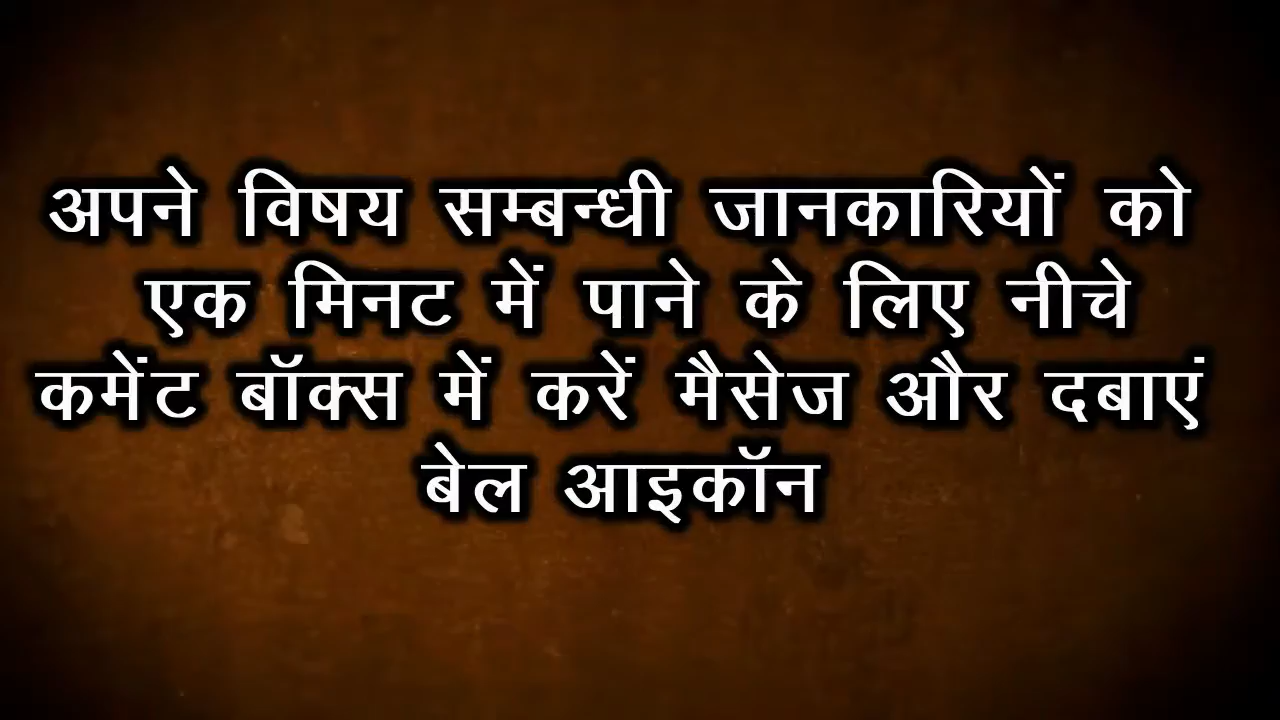 अपने विषय सम्बन्धी जानकारियों को
एक मिनट में पाने के लिए नीचे
कमेंट बॉक्स में करें मैसेज और दबाएं
बेल आइकॉन